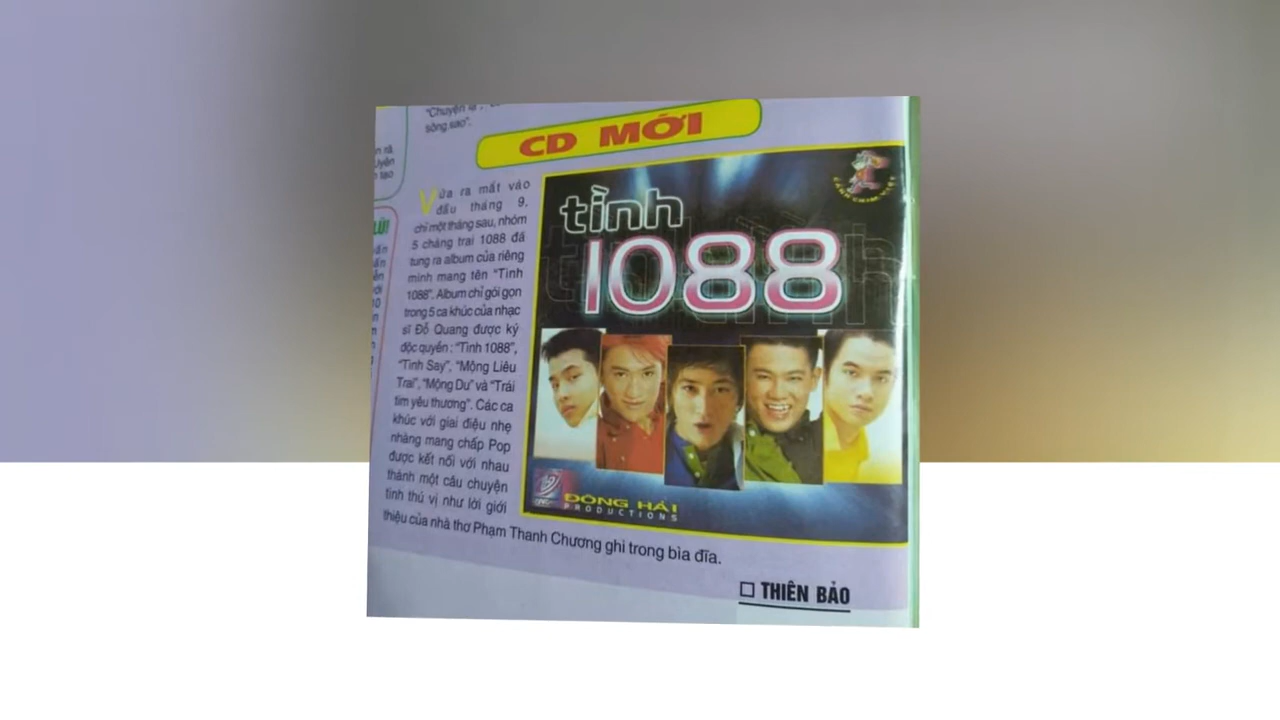 "Chuyện lạ",
sông sao".
CD MỚI
Vừa ra mắt vào
đầu tháng 9,
chỉ một tháng sau, nhóm
5 chàng trai 1088 đã
tung ra album của riêng
mình mang tên "Tình
1088". Album chỉ gói gọn
trong 5 ca khúc của nhạc
sĩ Đỗ Quang được ký
độc quyền : "Tình 1088",
"Tình Say", "Mộng Liêu
Trai", "Mộng Du" và "Trái
tim yêu thương". Các ca
khúc với giai điệu nhẹ
nhàng mang chấp Pop
được kết nối với nhau
thành một câu chuyện
tình thú vị như lời giới
thiệu của nhà thơ Phạm Thanh Chương ghi trong bìa đĩa.
THIÊN BẢO
tình
1088
ĐÔNG HẢI
PRODUCTIONS